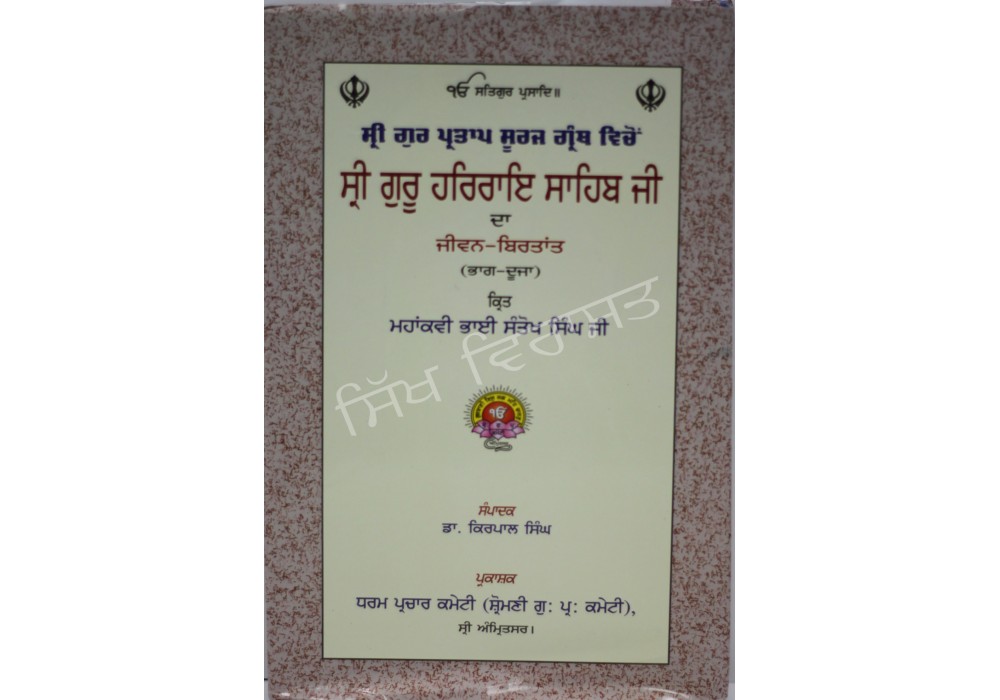 ੴ ਸਤਿਗੁਰ ਪ੍ਰਸਾਦਿ॥
ਸ੍ਰੀ ਗੁਰ ਪ੍ਰਤਾਪ ਸੂਰਜ ਗ੍ਰੰਥ ਵਿਚੋਂ
ਸ੍ਰੀ ਗੁਰੂ ਹਰਿਰਾਇ ਸਾਹਿਬ ਜੀ
ਦਾ
ਜੀਵਨ-ਬਿਰਤਾਂਤ
(ਭਾਗ-ਦੂਜਾ)
ਕ੍ਰਿਤ
ਮਹਾਂਕਵੀ ਭਾਈ ਸੰਤੋਖ ਸਿੰਘ ਜੀ
ਸਿੱਖ ਵਿਰਾਸਤ
ੴ
ਸੰਪਾਦਕ
ਡਾ. ਕਿਰਪਾਲ ਸਿੰਘ
ਪ੍ਰਕਾਸ਼ਕ
ਧਰਮ ਪ੍ਰਚਾਰ ਕਮੇਟੀ (ਸ਼੍ਰੋਮਣੀ ਗੁ: ਪ੍ਰ: ਕਮੇਟੀ),
ਸ੍ਰੀ ਅੰਮ੍ਰਿਤਸਰ।